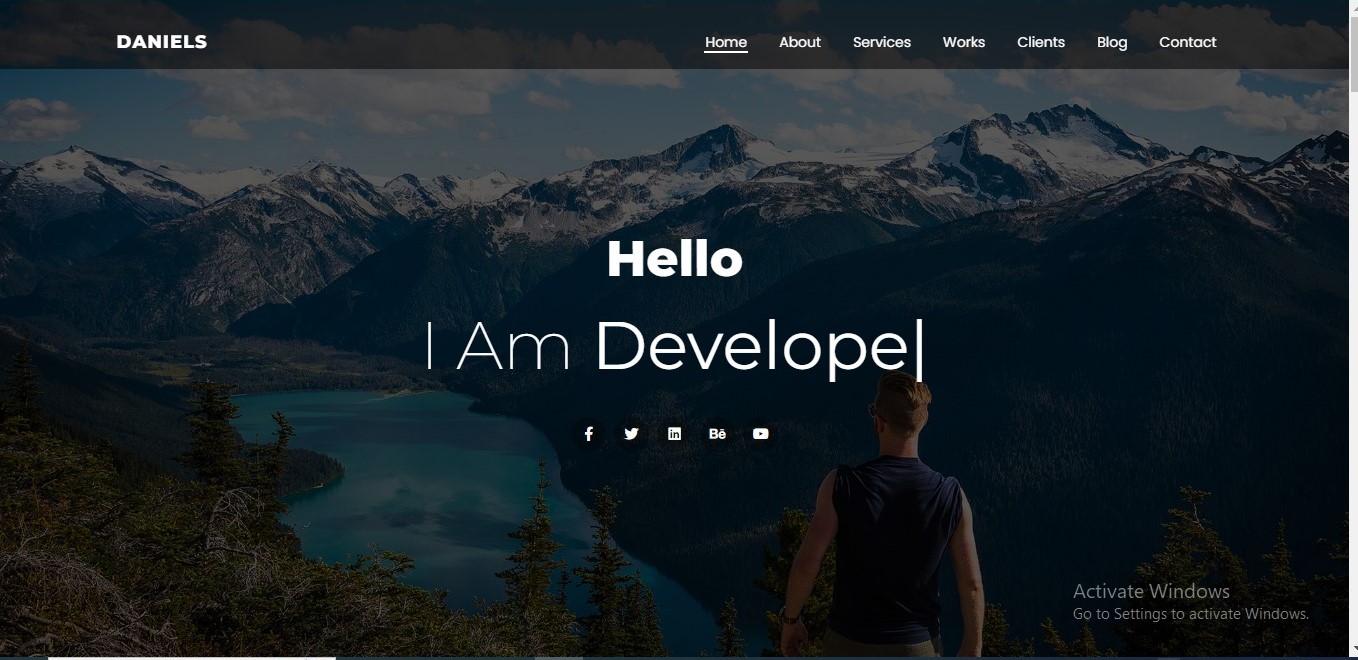 DANIELS
Home About Services Works Clients Blog Contact
Hello
I Am Develope|
Bē
Activate Windows
Go to Settings to activate Windows.